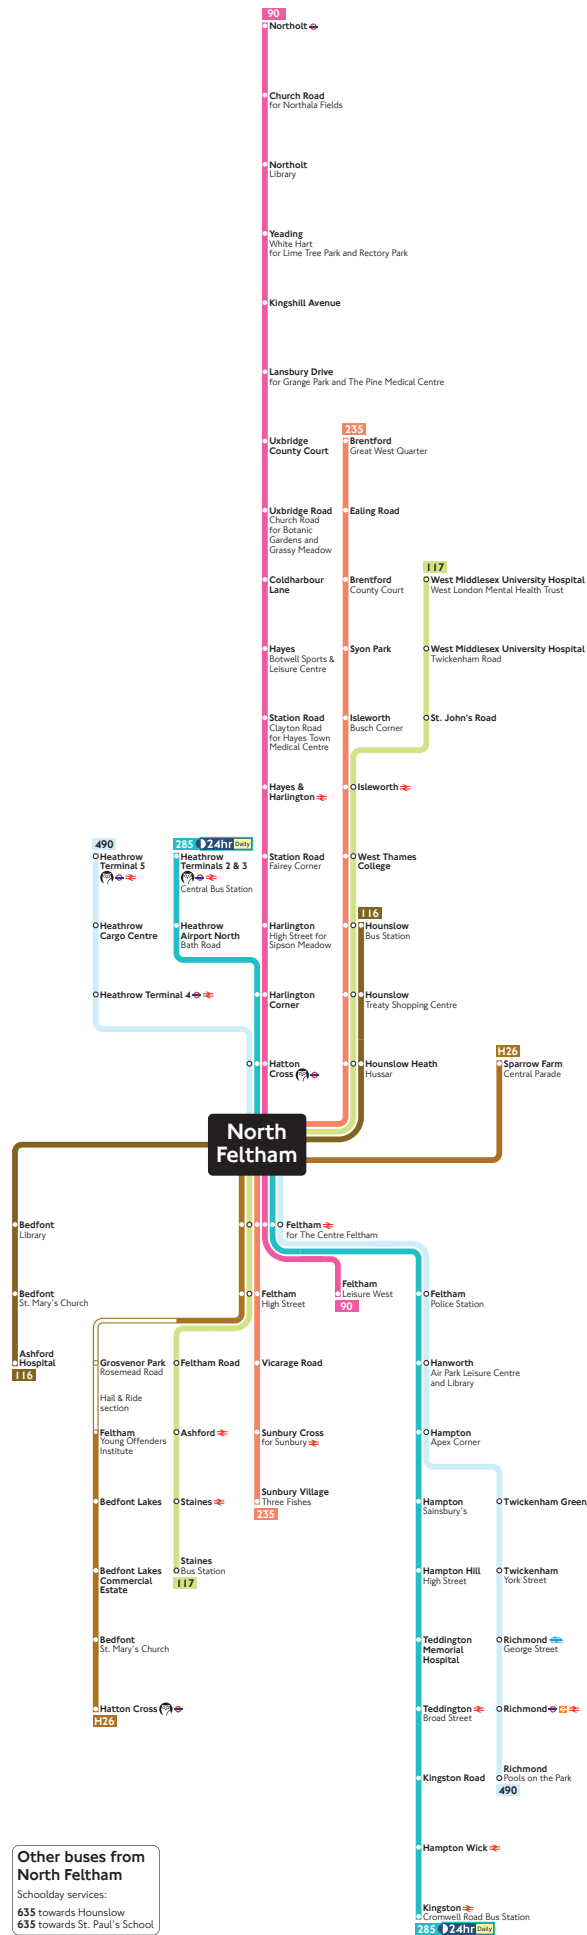 90
Northolt
Church Road
for Northala Fields
Northolt
Library
Yeading
White Hart
for Lime Tree Park and Rectory Park
Kingshill Avenue
Lansbury Drive
for Grange Park and The Pine Medical Centre
Uxbridge
County Court
Uxbridge Road
Church Road
for Botanic
Gardens and
Grassy Meadow
Coldharbour
Lane
Hayes
Botwell Sports &
Leisure Centre
Station Road
Clayton Road
for Hayes Town
Medical Centre
Hayes &
Harlington
Station Road
Fairey Corner
Harlington
High Street for
Sipson Meadow
Harlington
Corner
Hatton
Cross
235
Brentford
Great West Quarter
Ealing Road
Brentford
County Court
Syon Park
Isleworth
Busch Corner
117
West Middlesex University Hospital
West London Mental Health Trust
West Middlesex University Hospital
Twickenham Road
St. John's Road
Isleworth
West Thames
College
116
Hounslow
Bus Station
Hounslow
Treaty Shopping Centre
Hounslow Heath
Hussar
490
Heathrow
Terminal 5
Heathrow
Cargo Centre
Heathrow Terminal 4
285 24hr Daily
Heathrow
Terminals 2 & 3
Central Bus Station
Heathrow
Airport North
Bath Road
H26
Sparrow Farm
Central Parade
North
Feltham
Bedfont
Library
Bedfont
St. Mary's Church
Ashford
Hospital
116
Feltham
for The Centre Feltham
Feltham
High Street
Feltham
Leisure West
90
Grosvenor Park
Rosemead Road
Hail & Ride
section
Feltham
Young Offenders
Institute
Bedfont Lakes
Bedfont Lakes
Commercial
Estate
Bedfont
St. Mary's Church
Hatton Cross
H26
Feltham Road
Ashford
Staines
Staines
Bus Station
117
Vicarage Road
Sunbury Cross
for Sunbury
Sunbury Village
Three Fishes
235
Feltham
Police Station
Hanworth
Air Park Leisure Centre
and Library
Hampton
Apex Corner
Hampton
Sainsbury's
Hampton Hill
High Street
Teddington
Memorial
Hospital
Teddington
Broad Street
Kingston Road
Hampton Wick
Kingston
Cromwell Road Bus Station
285 24hr Daily
Twickenham Green
Twickenham
York Street
Richmond
George Street
Richmond
Richmond
Pools on the Park
490
Other buses from
North Feltham
Schoolday services:
635 towards Hounslow
635 towards St. Paul's School